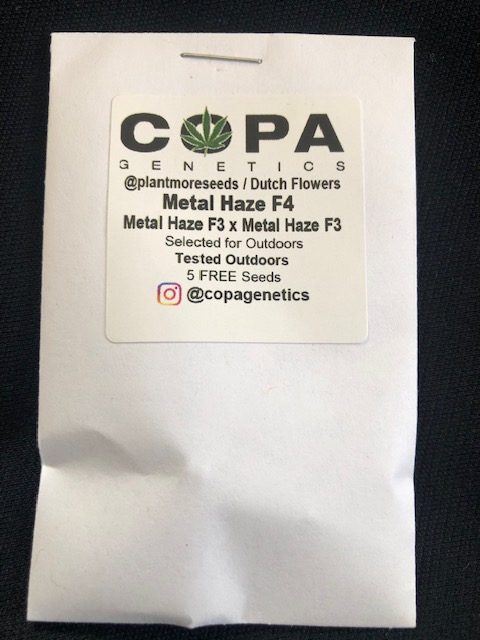 COPA
GENETICS
@plantmoreseeds / Dutch Flowers
Metal Haze F4
Metal Haze F3 x Metal Haze F3
Selected for Outdoors
Tested Outdoors
5 FREE Seeds
@copagenetics